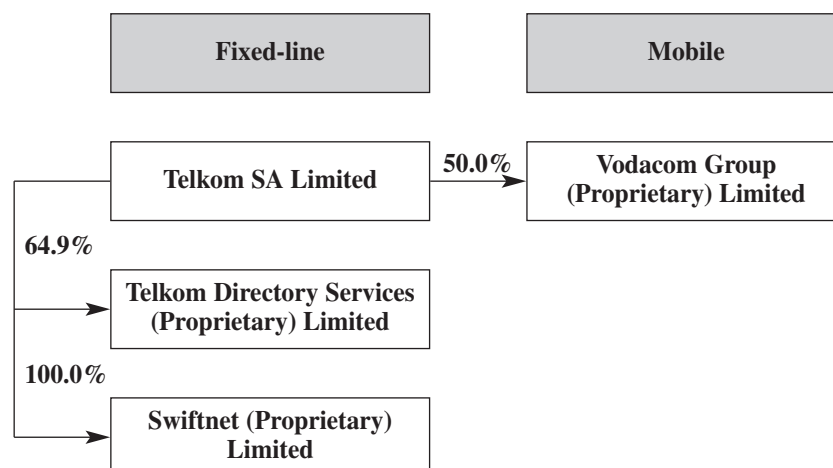 Fixed-line
Mobile
Telkom SA Limited
50.0%
Vodacom Group
(Proprietary) Limited
64.9%
Telkom Directory Services
(Proprietary) Limited
100.0%
Swiftnet (Proprietary)
Limited